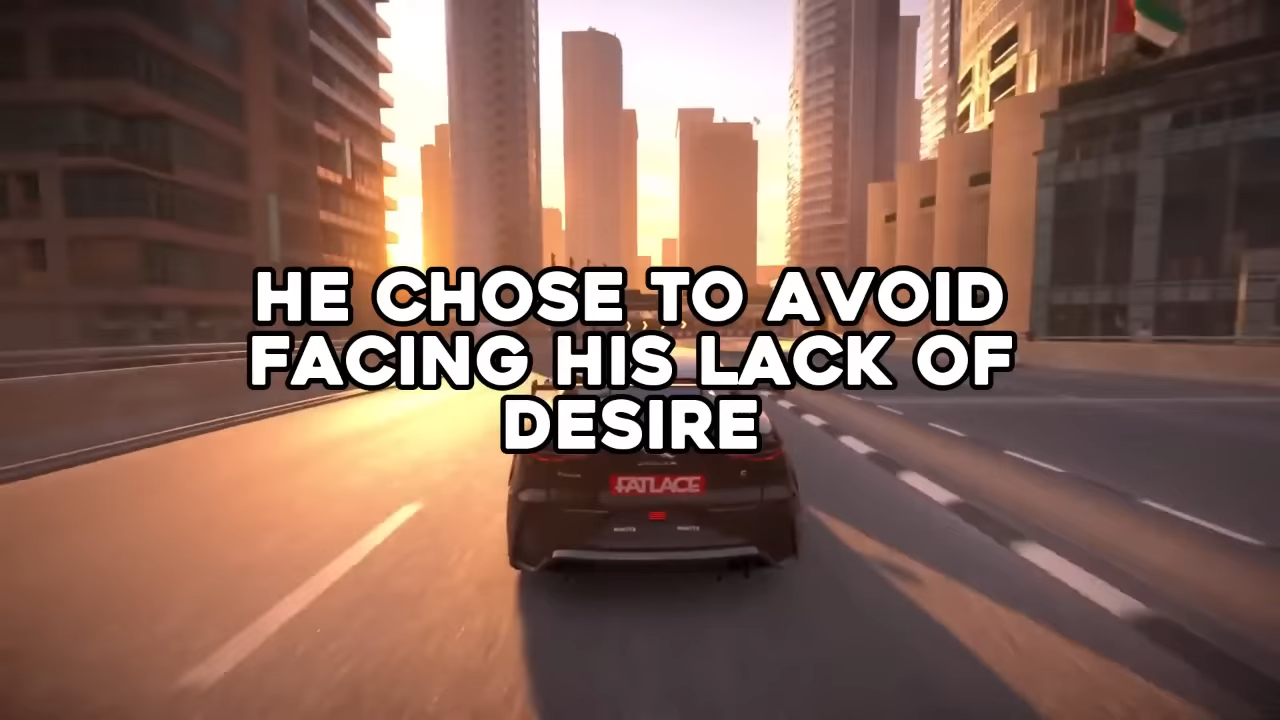 HE CHOSE TO AVOID
FACING HIS LACK OF
DESIRE
FATLACE